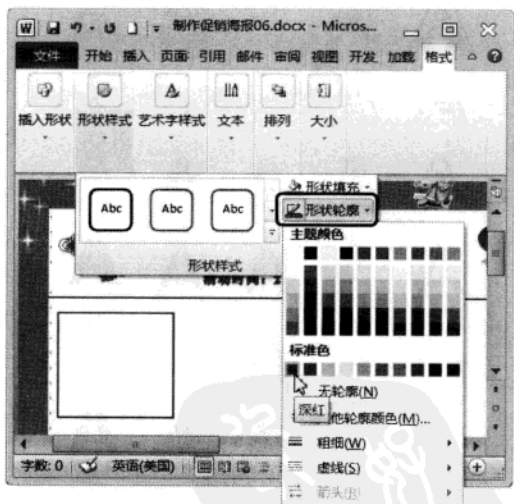 制作促销海报06.docx - Micros...
文件 开始 插入 页面 引用 邮件 审阅 视图 开发 加载 格式
插入形状 形状样式 艺术字样式 文本 排列 大小
Abc Abc Abc
形状填充
形状轮廓
形状样式
主题颜色
标准色
无轮廓(N)
深红
他轮廓颜色(M)...
粗细(W)
虚线(S)
箭头(R)
字数: 0 英语(美国)